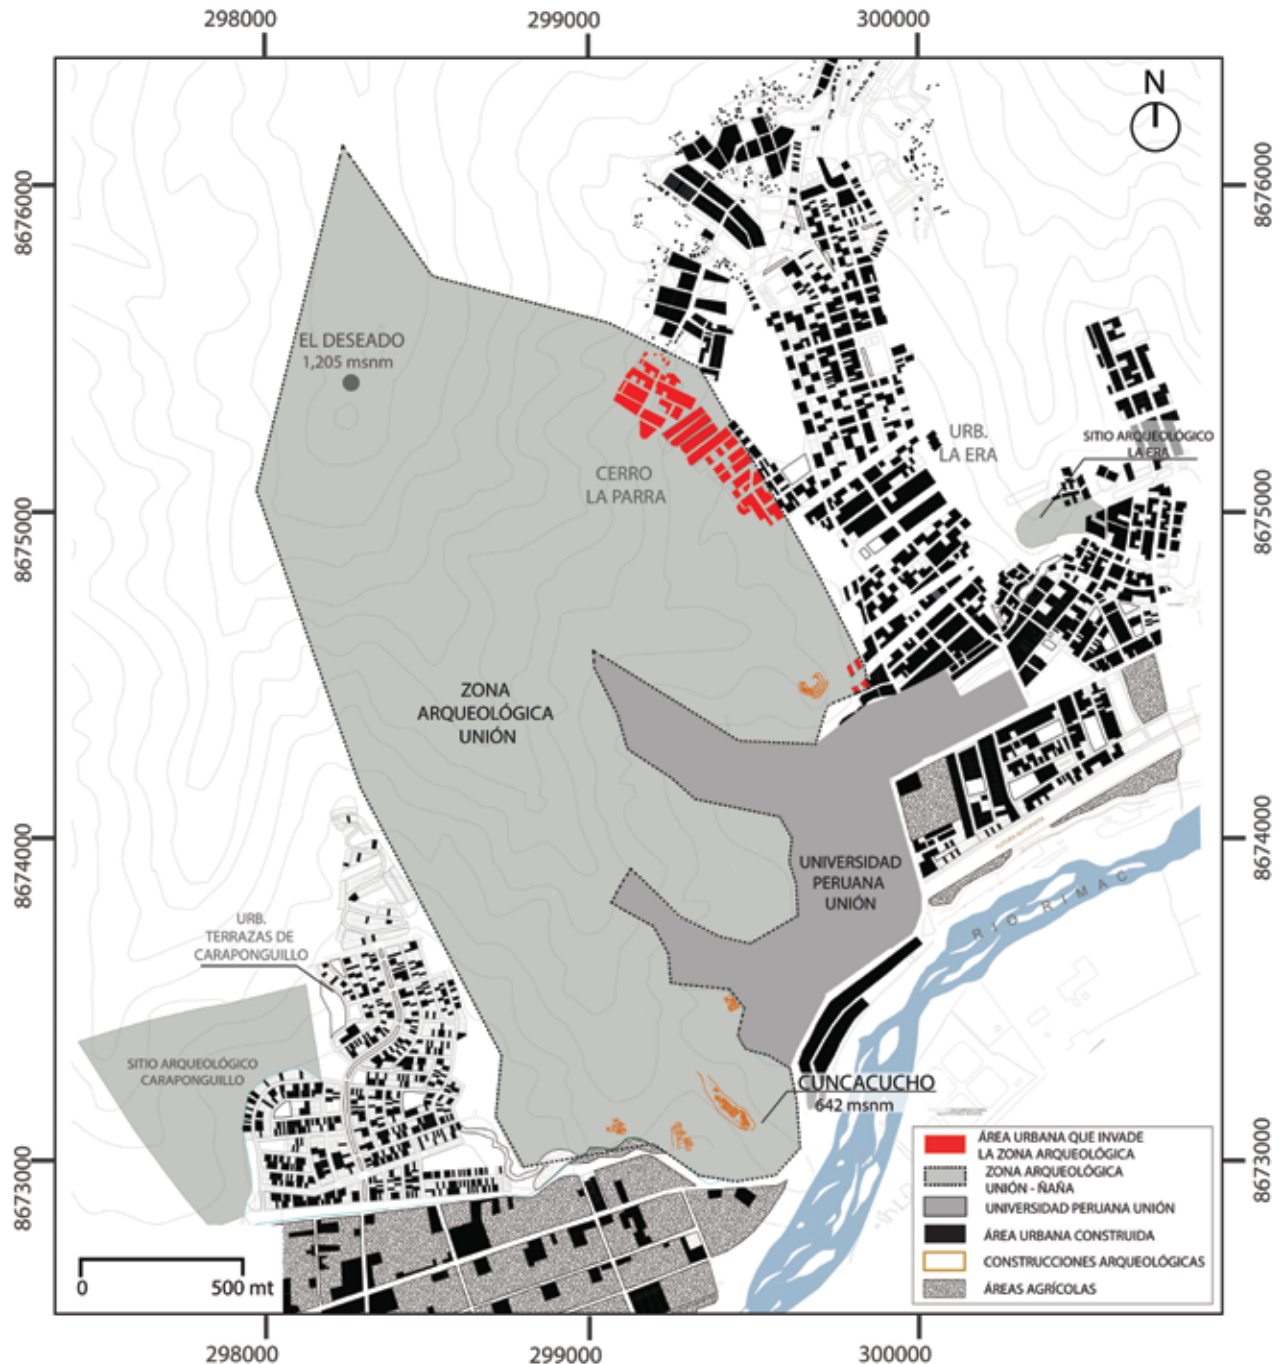 298000
299000
300000
N
8676000
8676000
EL DESEADO
1,205 msnm
URB.
LA ERA
SITIO ARQUEOLÓGICO
LA ERA
CERRO
LA PARRA
8675000
8675000
ZONA
ARQUEOLÓGICA
UNIÓN
8674000
8674000
FUTURA AUTOPISTA
UNIVERSIDAD
PERUANA
UNIÓN
RIO RIMAC
URB.
TERRAZAS DE
CARAPONGUILLO
SITIO ARQUEOLÓGICO
CARAPONGUILLO
CUNCACUCHO
642 msnm
8673000
8673000
ÁREA URBANA QUE INVADE
LA ZONA ARQUEOLÓGICA
ZONA ARQUEOLÓGICA
UNIÓN - ÑAÑA
UNIVERSIDAD PERUANA UNIÓN
ÁREA URBANA CONSTRUIDA
CONSTRUCCIONES ARQUEOLÓGICAS
ÁREAS AGRÍCOLAS
0
500 mt
298000
299000
300000